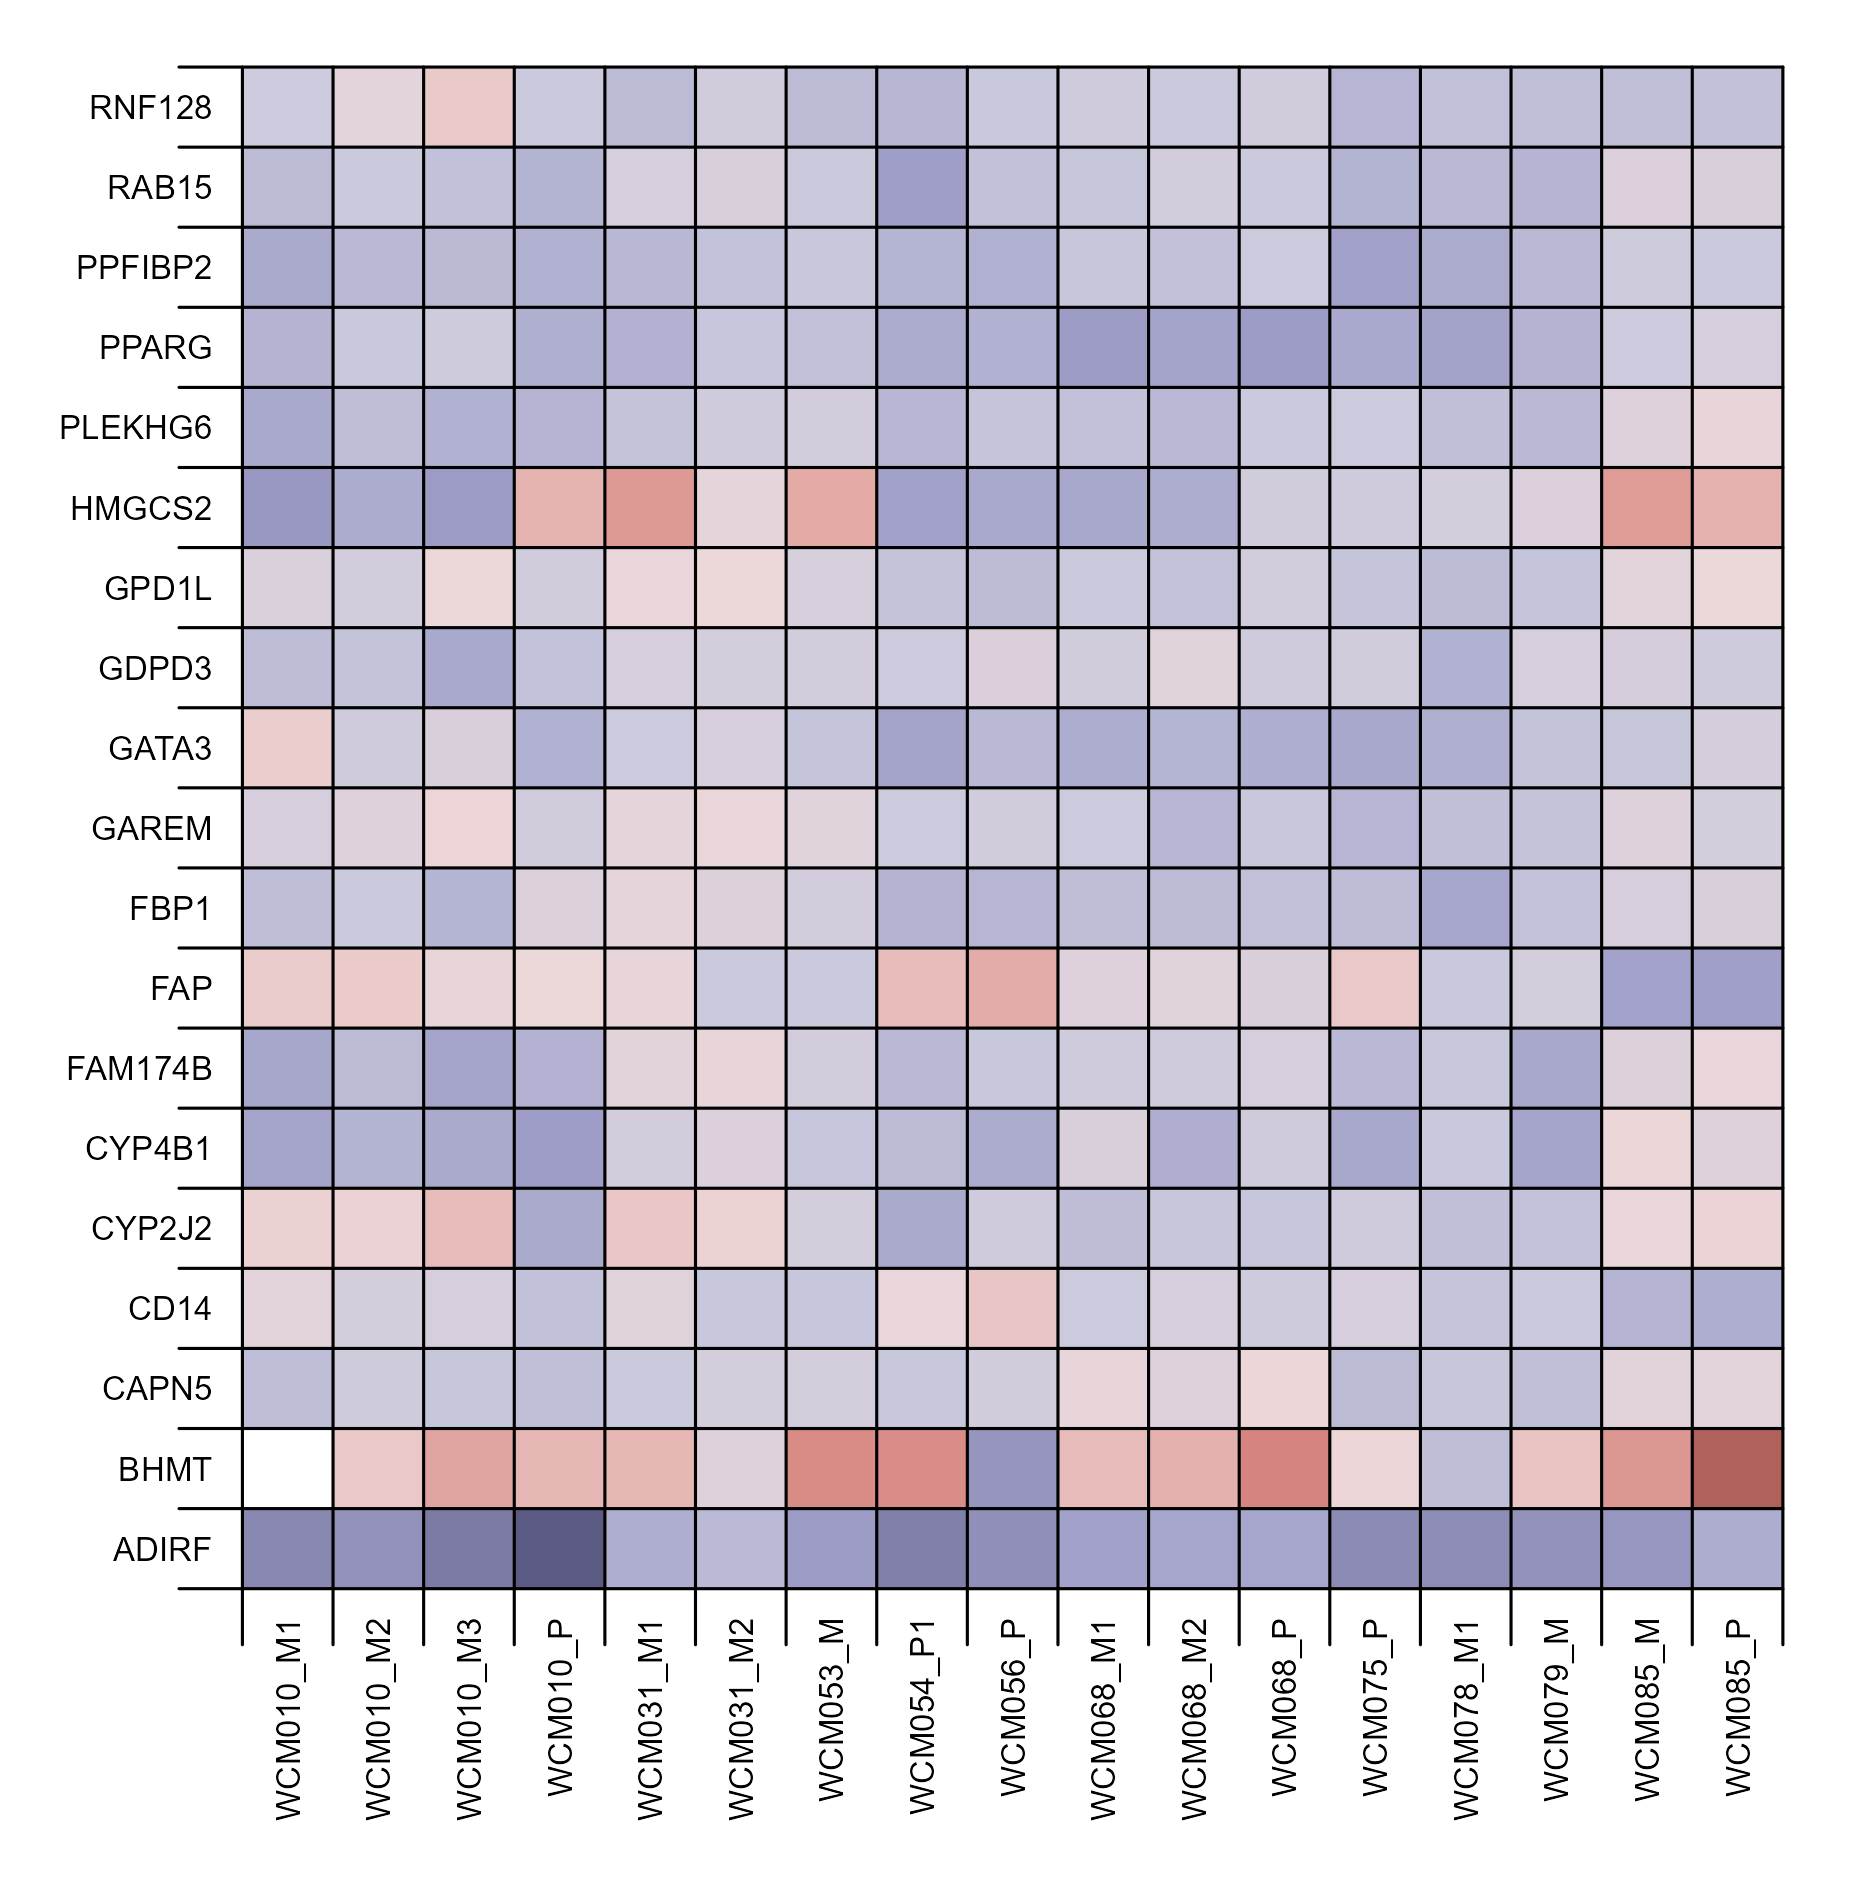 RNF128
RAB15
PPFIBP2
PPARG
PLEKHG6
HMGCS2
GPD1L
GDPD3
GATA3
GAREM
FBP1
FAP
FAM174B
CYP4B1
CYP2J2
CD14
CAPN5
BHMT
ADIRF
WCM010_M1
WCM010_M2
WCM010_M3
WCM010_P
WCM031_M1
WCM031_M2
WCM053_M
WCM054_P1
WCM056_P
WCM068_M1
WCM068_M2
WCM068_P
WCM075_P
WCM078_M1
WCM079_M
WCM085_M
WCM085_P